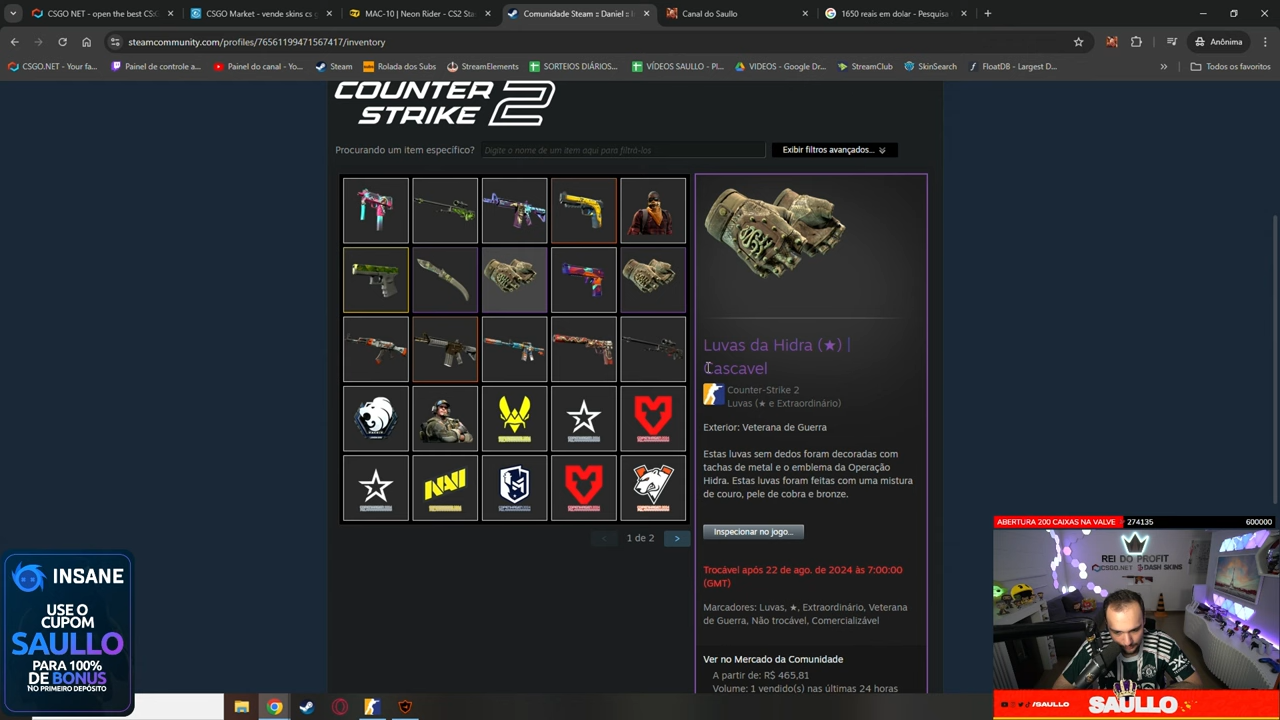 CSGO NET - open the best CS
CSGO Market - vende skins cs g
MAC-10 | Neon Rider - CS2 Sta
Comunidade Steam :: Daniel :: I
Canal do Saullo
1650 reais em dolar - Pesquisa
steamcommunity.com/profiles/76561199471567417/inventory
Anônima
CSGO.NET - Your fa...
Painel de controle a...
Painel do canal - Yo...
Steam
Rolada dos Subs
StreamElements
SORTEIOS DIÁRIOS...
VÍDEOS SAULLO - PI...
VIDEOS - Google Dr...
StreamClub
SkinSearch
FloatDB - Largest D...
Todos os favoritos
COUNTER
STRIKE 2
Procurando um item específico?
Digite o nome de um item aqui para filtrá-los
Exibir filtros avançados...
Luvas da Hidra (★) |
Cascavel
Counter-Strike 2
Luvas (★ e Extraordinário)
Exterior: Veterana de Guerra
Estas luvas sem dedos foram decoradas com
tachas de metal e o emblema da Operação
Hidra. Estas luvas foram feitas com uma mistura
de couro, pele de cobra e bronze.
Inspecionar no jogo...
< 1 de 2 >
Trocável após 22 de ago. de 2024 às 7:00:00
(GMT)
Marcadores: Luvas, ★, Extraordinário, Veterana
de Guerra, Não trocável, Comercializável
Ver no Mercado da Comunidade
A partir de: R$ 465,81
Volume: 1 vendido(s) nas últimas 24 horas
NAVI
INSANE
USE O
CUPOM
SAULLO
PARA 100%
DE BONUS
NO PRIMEIRO DEPÓSITO
ABERTURA 200 CAIXAS NA VALVE
274135
600000
REI DO PROFIT
CSGO.NET
DASH SKINS
/SAULLO
SAULLO